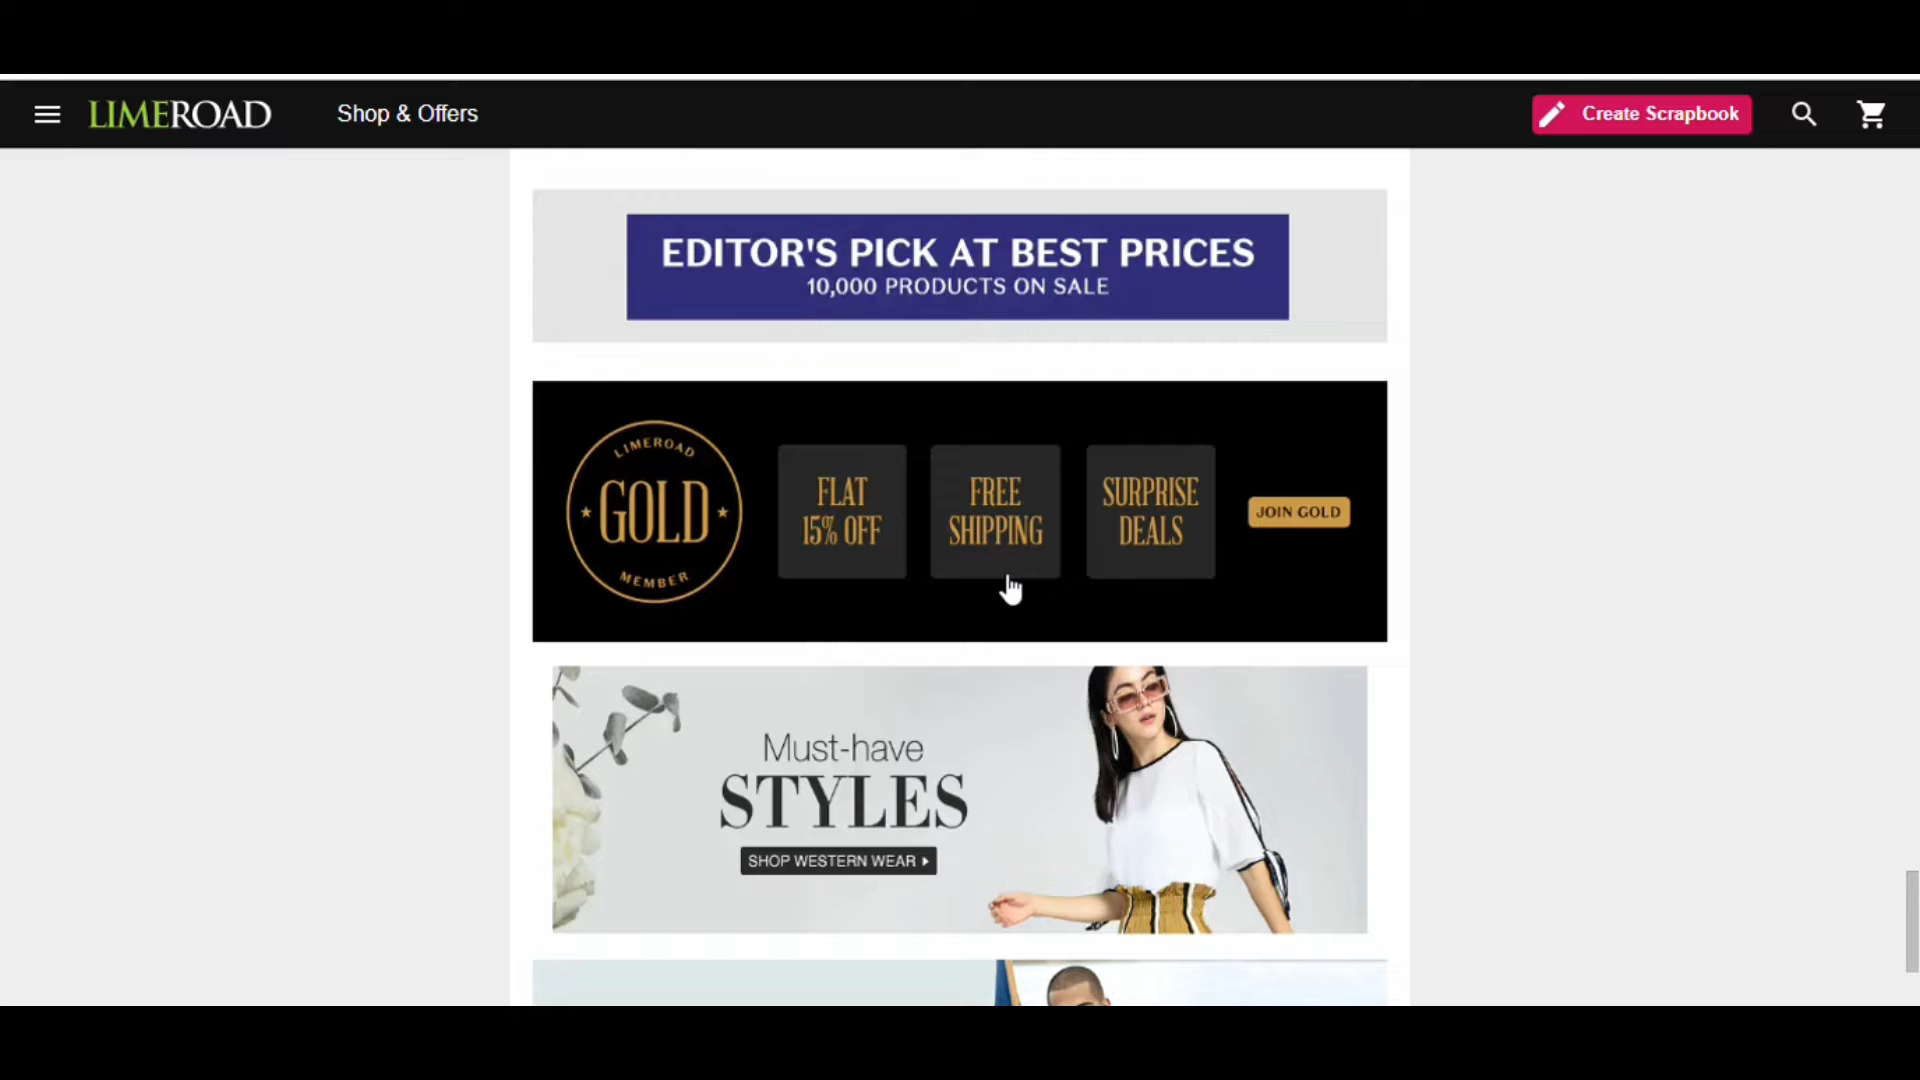 LIMEROAD
Shop & Offers
Create Scrapbook
EDITOR'S PICK AT BEST PRICES
10,000 PRODUCTS ON SALE
LIMEROAD
GOLD
MEMBER
FLAT
15% OFF
FREE
SHIPPING
SURPRISE
DEALS
JOIN GOLD
Must-have
STYLES
SHOP WESTERN WEAR